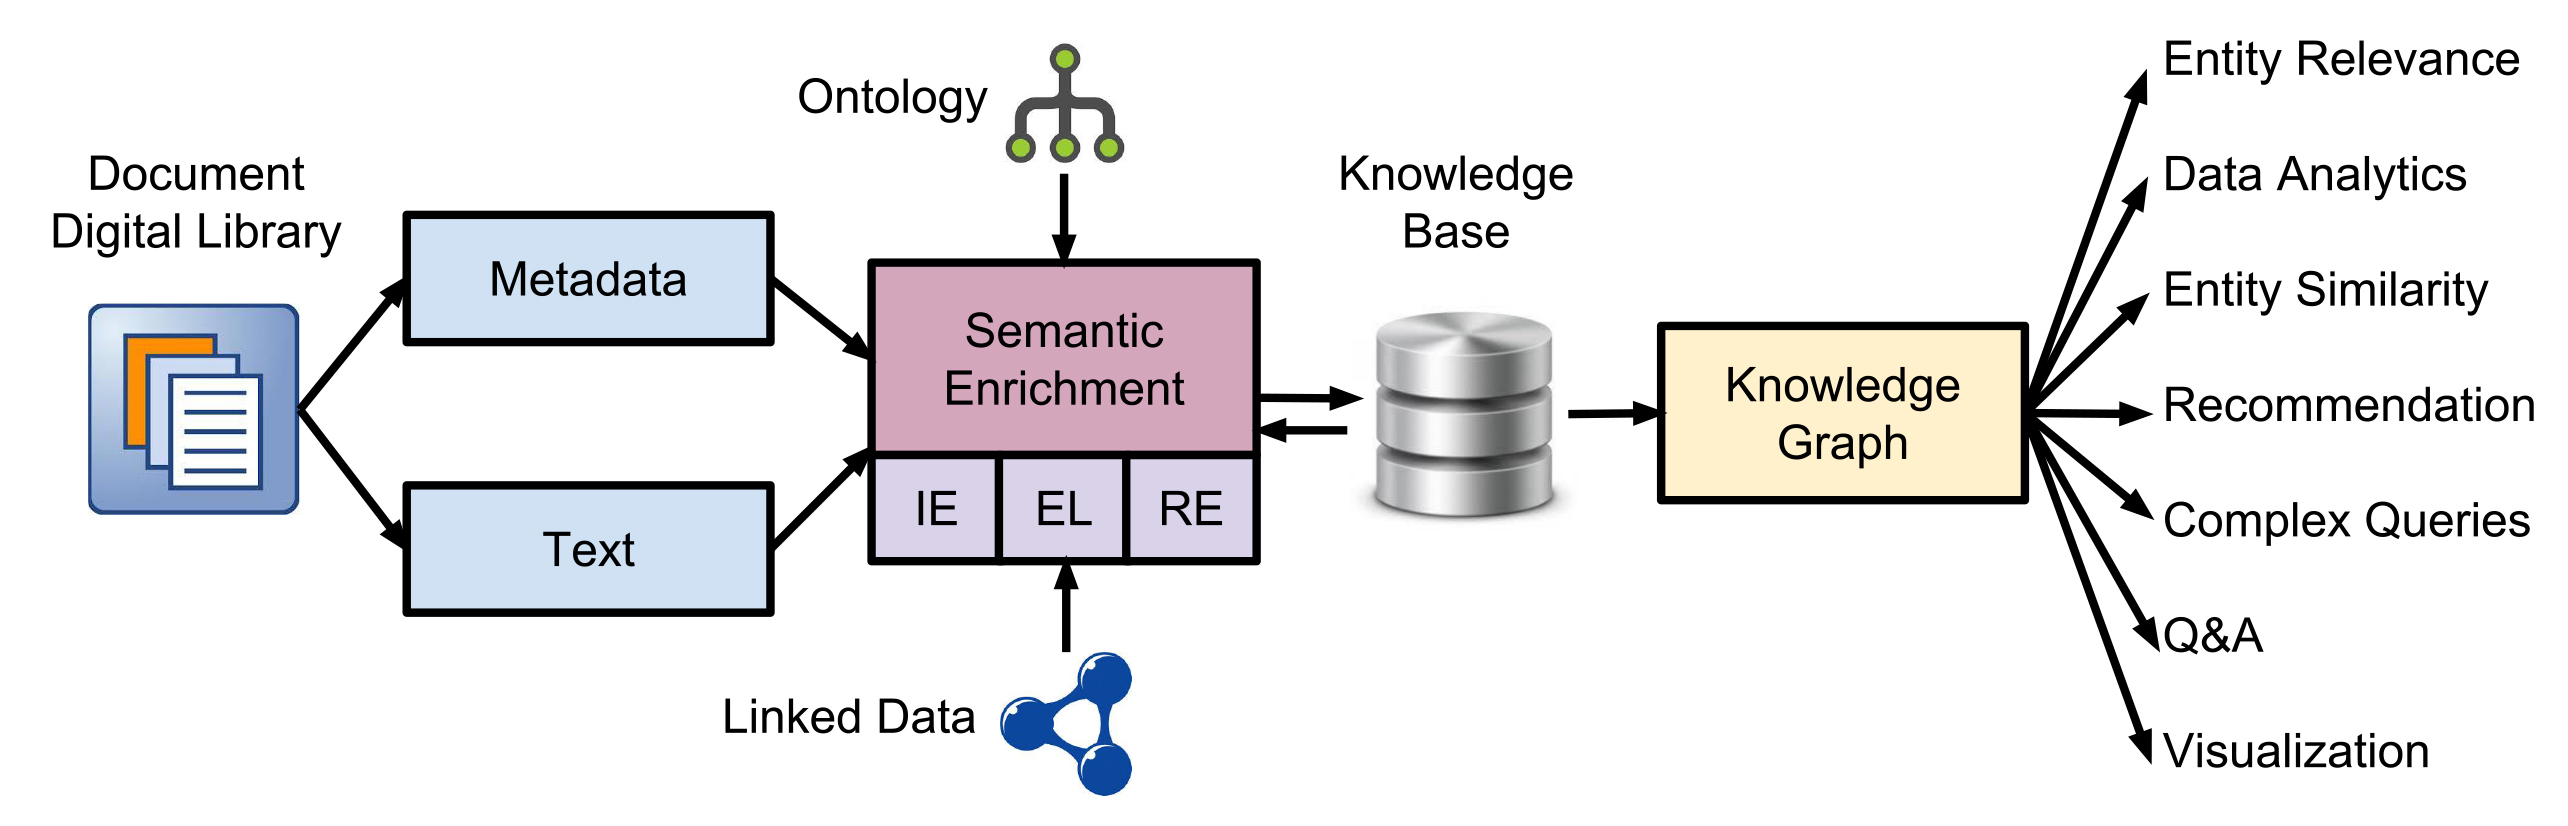 Document
Digital Library
Metadata
Text
Ontology
Semantic
Enrichment
IE
EL
RE
Linked Data
Knowledge
Base
Knowledge
Graph
Entity Relevance
Data Analytics
Entity Similarity
Recommendation
Complex Queries
Q&A
Visualization